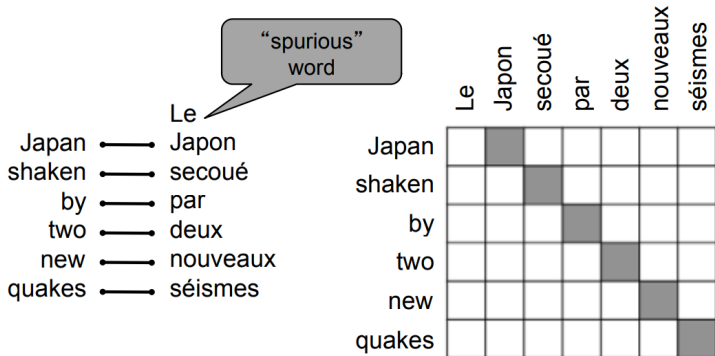 “spurious”
word
Le
Japan Japon
shaken secoué
by par
two deux
new nouveaux
quakes séismes
Le Japon secoué par deux nouveaux séismes
Japan
shaken
by
two
new
quakes